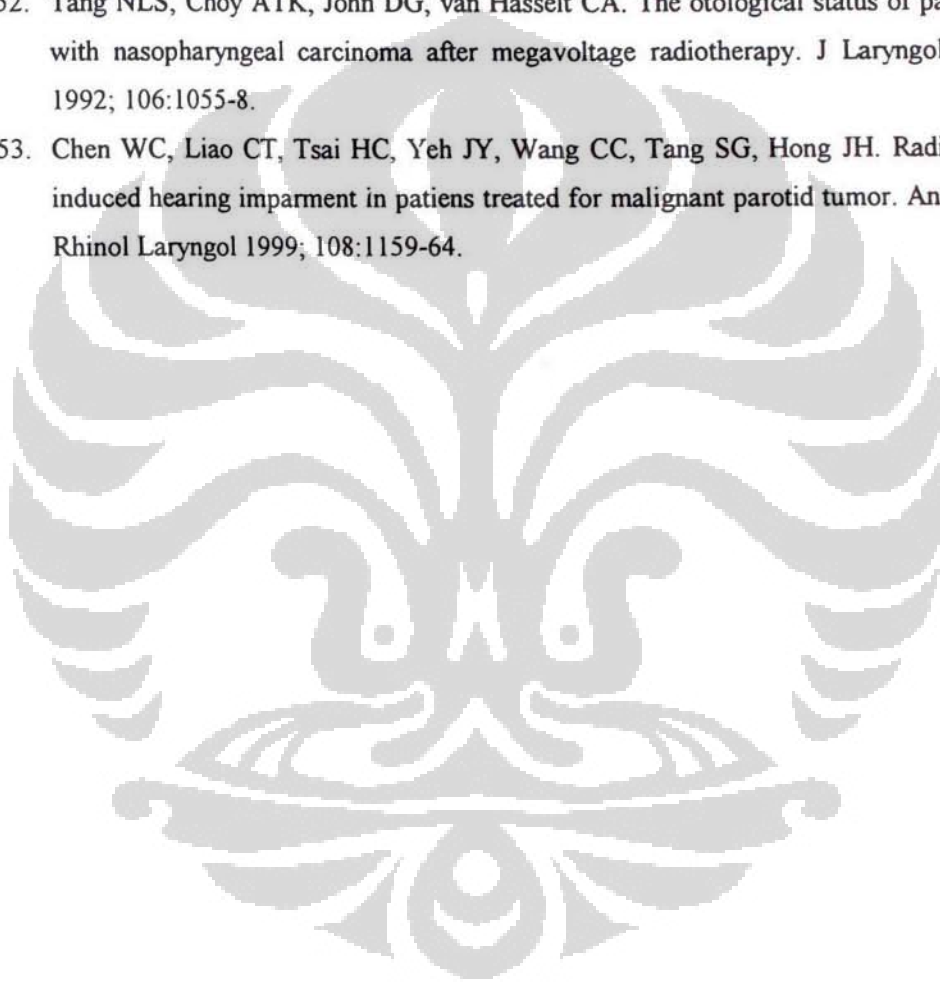 52. Tang NLS, Choy ATK, John DG, van Hasselt CA. The otological status of
with nasopharyngeal carcinoma after megavoltage radiotherapy. J Laryngol
1992; 106:1055-8.
53. Chen WC, Liao CT, Tsai HC, Yeh JY, Wang CC, Tang SG, Hong JH. Radi
induced hearing imparment in patiens treated for malignant parotid tumor. An
Rhinol Laryngol 1999; 108:1159-64.